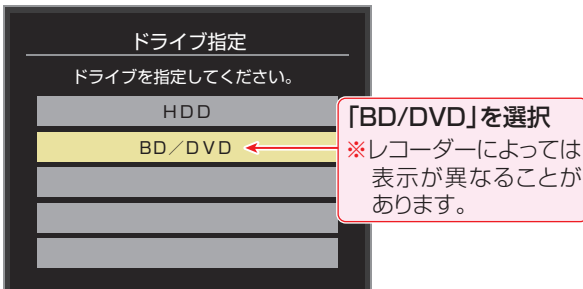 ドライブ指定
ドライブを指定してください。
HDD
BD／DVD
「BD/DVD」を選択
※レコーダーによっては
表示が異なることが
あります。